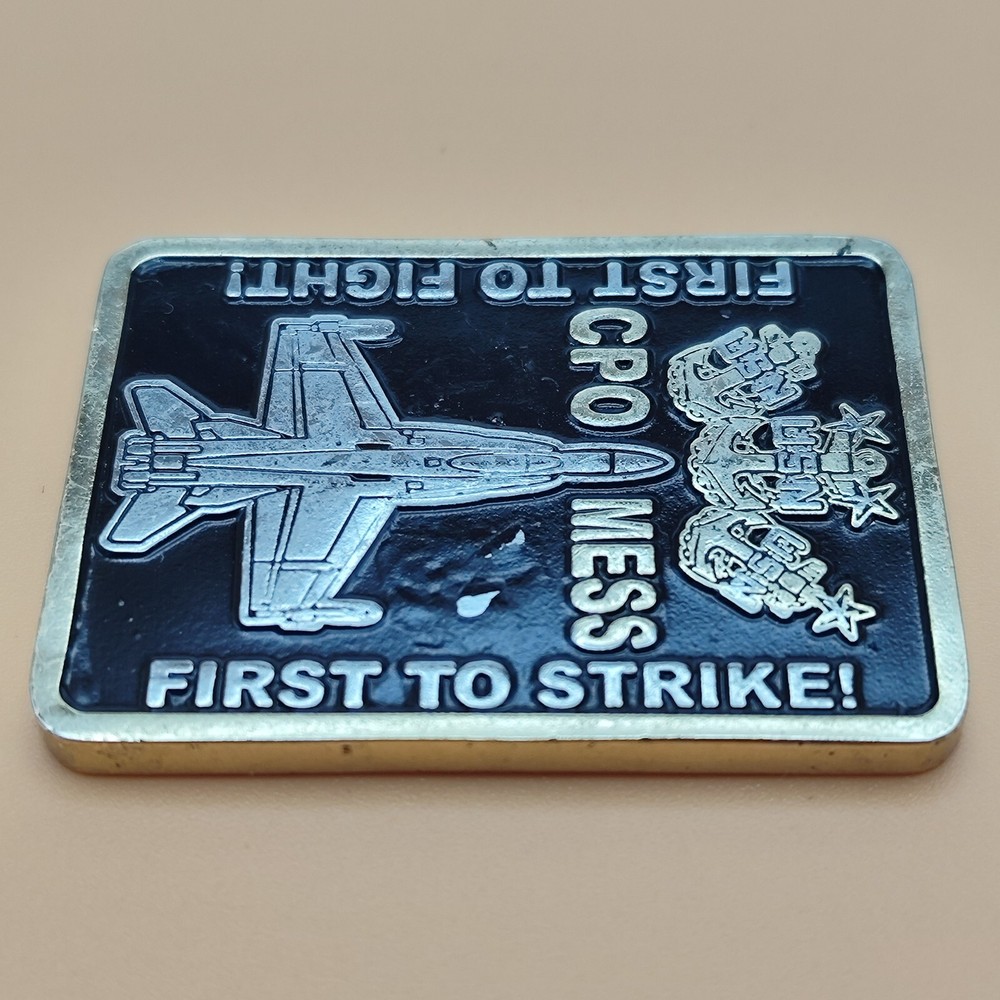 FIRST TO FIGHT!
CPO MESS
USN
USN
USN
FIRST TO STRIKE!